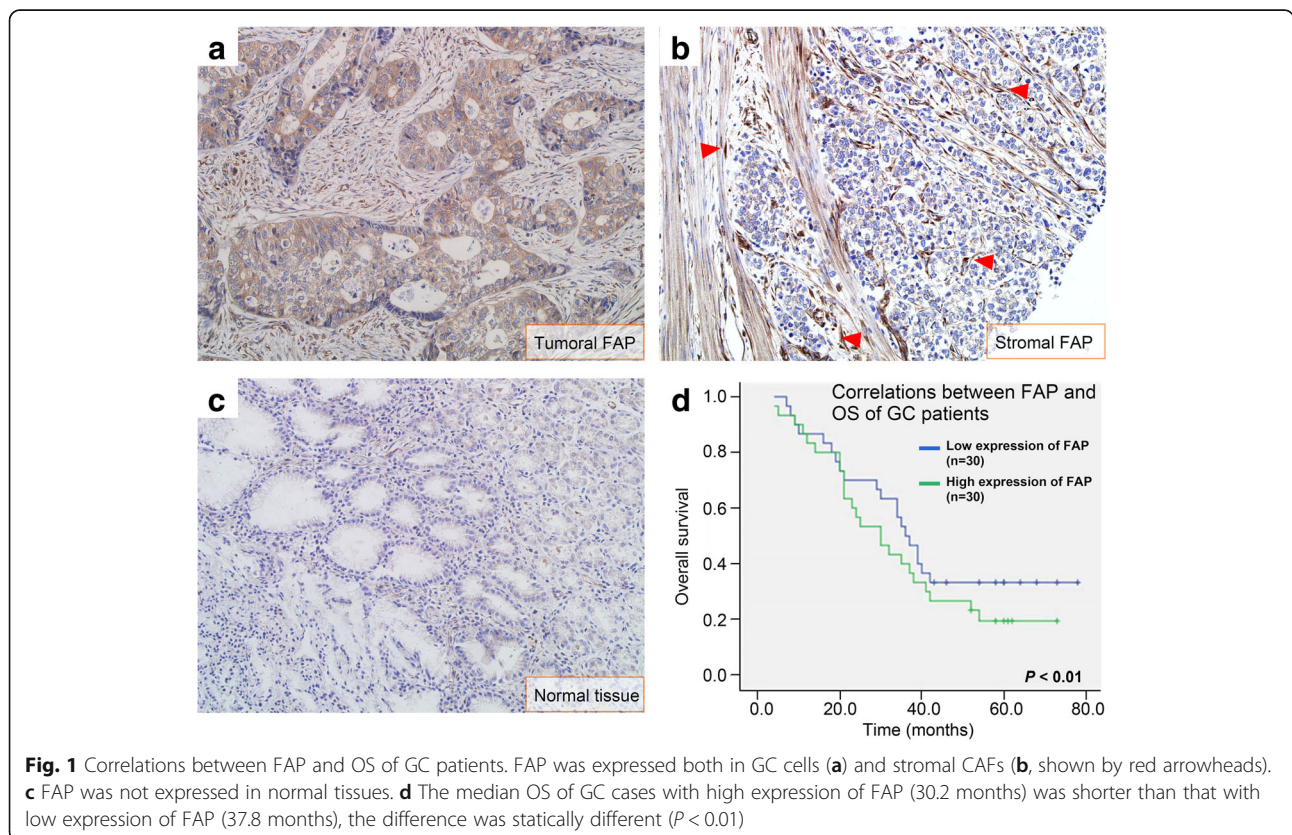 a
Tumoral FAP
b
Stromal FAP
c
Normal tissue
d
Correlations between FAP and
OS of GC patients
Low expression of FAP
(n=30)
High expression of FAP
(n=30)
Overall survival
1.0
0.8
0.6
0.4
0.2
0.0
P < 0.01
0.0 20.0 40.0 60.0 80.0
Time (months)
Fig. 1 Correlations between FAP and OS of GC patients. FAP was expressed both in GC cells (a) and stromal CAFs (b, shown by red arrowheads).
c FAP was not expressed in normal tissues. d The median OS of GC cases with high expression of FAP (30.2 months) was shorter than that with
low expression of FAP (37.8 months), the difference was statically different (P < 0.01)